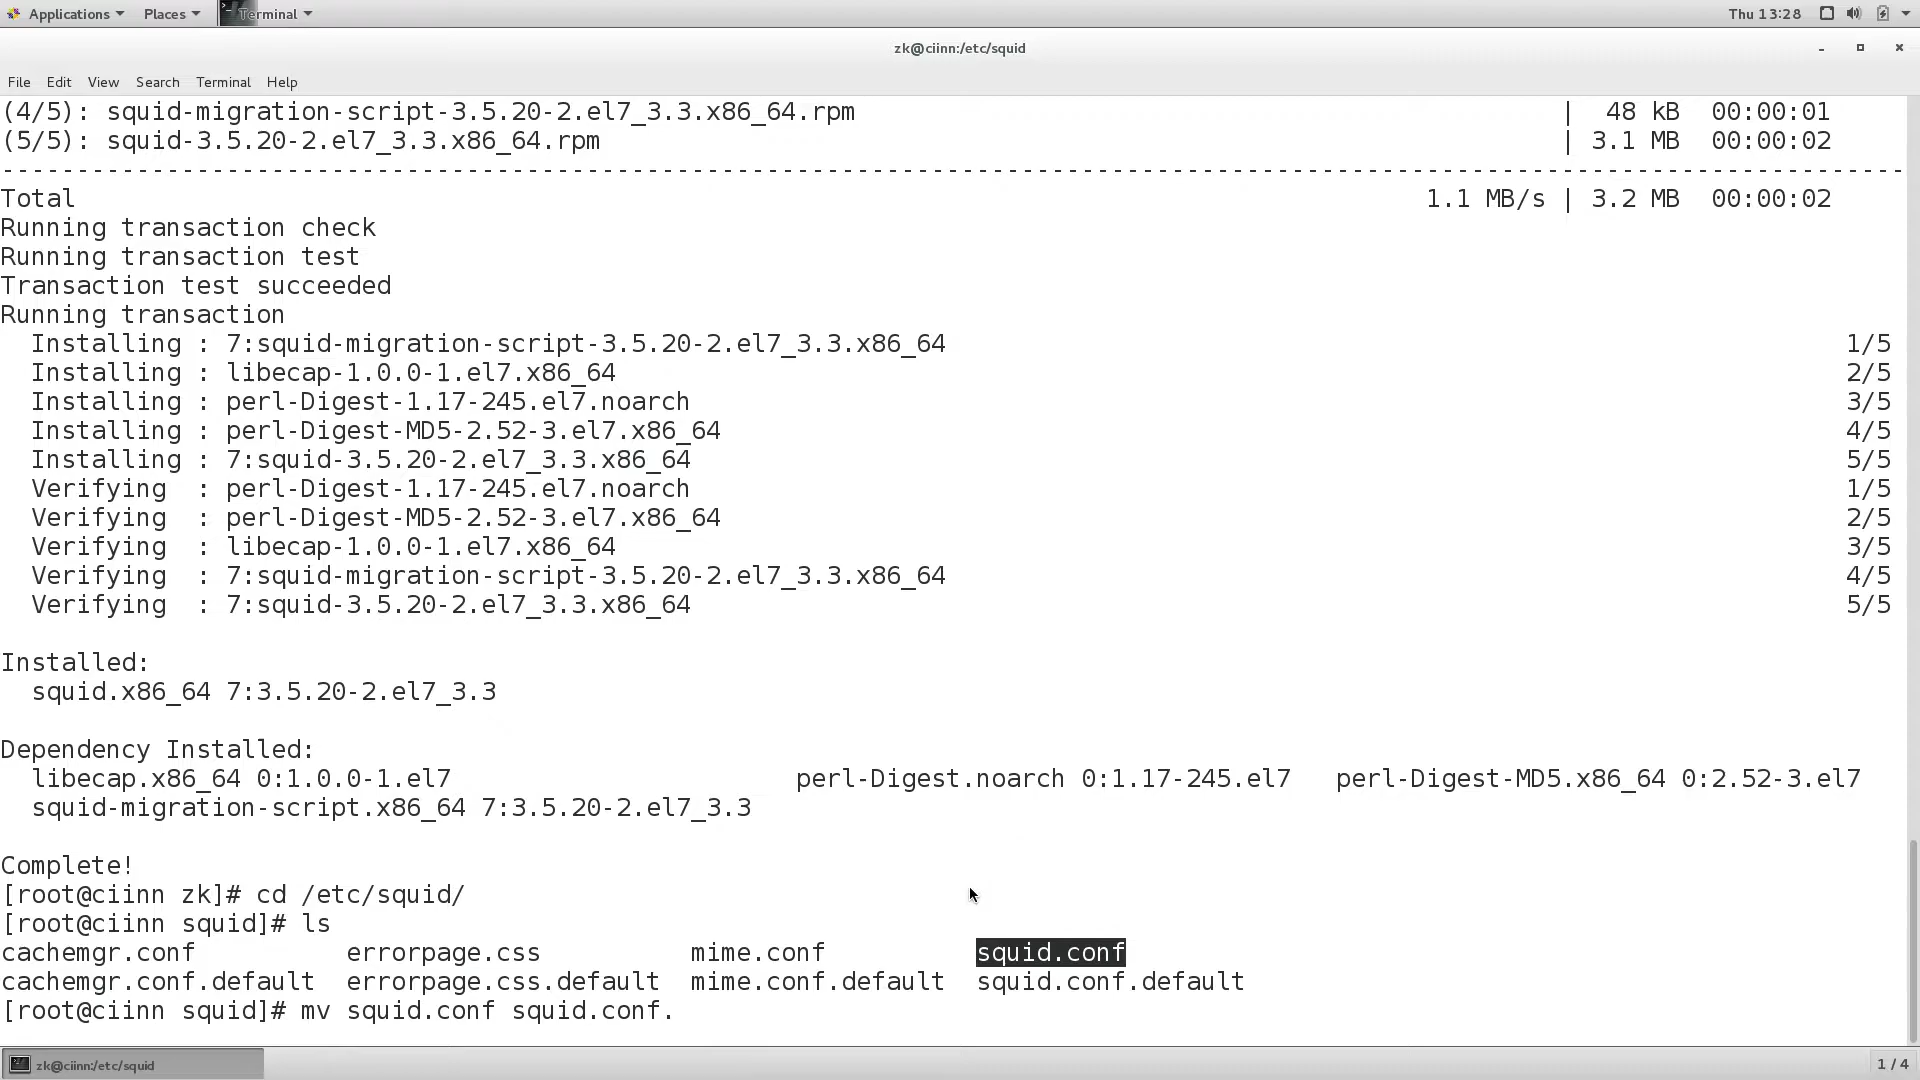 Applications Places Terminal Thu 13:28
zk@ciinn:/etc/squid
File Edit View Search Terminal Help
(4/5): squid-migration-script-3.5.20-2.el7_3.3.x86_64.rpm | 48 kB 00:00:01
(5/5): squid-3.5.20-2.el7_3.3.x86_64.rpm | 3.1 MB 00:00:02
--------------------------------------------------------------------------------------------------------------------------------
Total 1.1 MB/s | 3.2 MB 00:00:02
Running transaction check
Running transaction test
Transaction test succeeded
Running transaction
  Installing : 7:squid-migration-script-3.5.20-2.el7_3.3.x86_64 1/5
  Installing : libecap-1.0.0-1.el7.x86_64 2/5
  Installing : perl-Digest-1.17-245.el7.noarch 3/5
  Installing : perl-Digest-MD5-2.52-3.el7.x86_64 4/5
  Installing : 7:squid-3.5.20-2.el7_3.3.x86_64 5/5
  Verifying  : perl-Digest-1.17-245.el7.noarch 1/5
  Verifying  : perl-Digest-MD5-2.52-3.el7.x86_64 2/5
  Verifying  : libecap-1.0.0-1.el7.x86_64 3/5
  Verifying  : 7:squid-migration-script-3.5.20-2.el7_3.3.x86_64 4/5
  Verifying  : 7:squid-3.5.20-2.el7_3.3.x86_64 5/5
Installed:
  squid.x86_64 7:3.5.20-2.el7_3.3
Dependency Installed:
  libecap.x86_64 0:1.0.0-1.el7 perl-Digest.noarch 0:1.17-245.el7 perl-Digest-MD5.x86_64 0:2.52-3.el7
  squid-migration-script.x86_64 7:3.5.20-2.el7_3.3
Complete!
[root@ciinn zk]# cd /etc/squid/
[root@ciinn squid]# ls
cachemgr.conf errorpage.css mime.conf squid.conf
cachemgr.conf.default errorpage.css.default mime.conf.default squid.conf.default
[root@ciinn squid]# mv squid.conf squid.conf.
zk@ciinn:/etc/squid 1 / 4